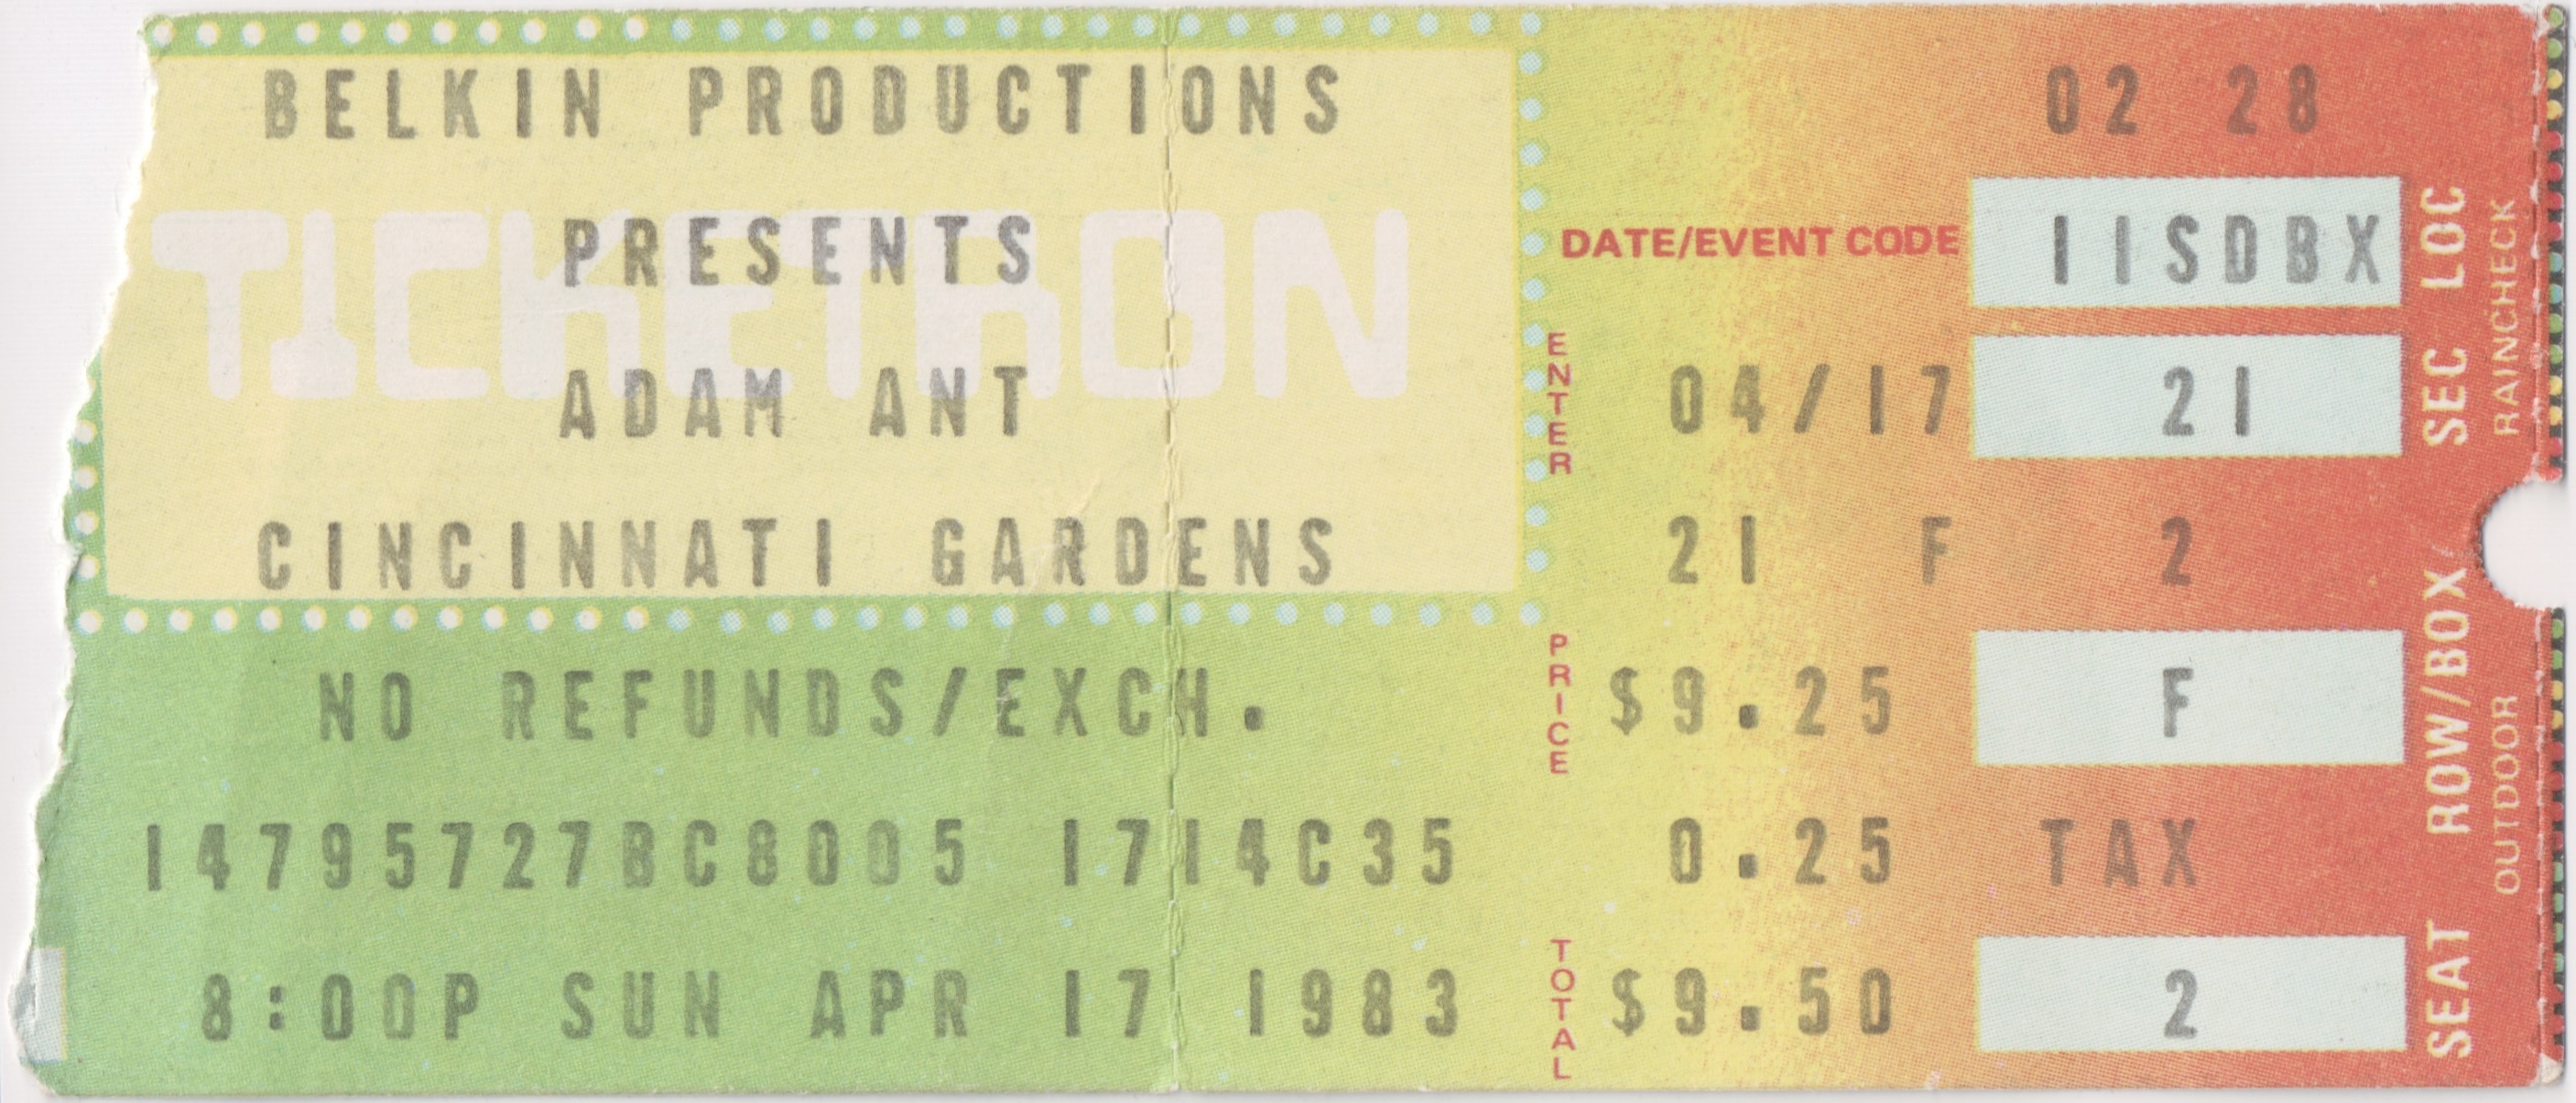 BELKIN PRODUCTIONS
02 28
TICKETRON
PRESENTS
DATE/EVENT CODE
11SDBX
ADAM ANT
ENTER
04/17
21
CINCINNATI GARDENS
21 F 2
NO REFUNDS/EXCH.
PRICE
$9.25
F
14795727BC8005 1714C35
0.25 TAX
8:00P SUN APR 17 1983
TOTAL
$9.50
2
SEC LOC
RAINCHECK
ROW/BOX/
OUTDOOR
SEAT